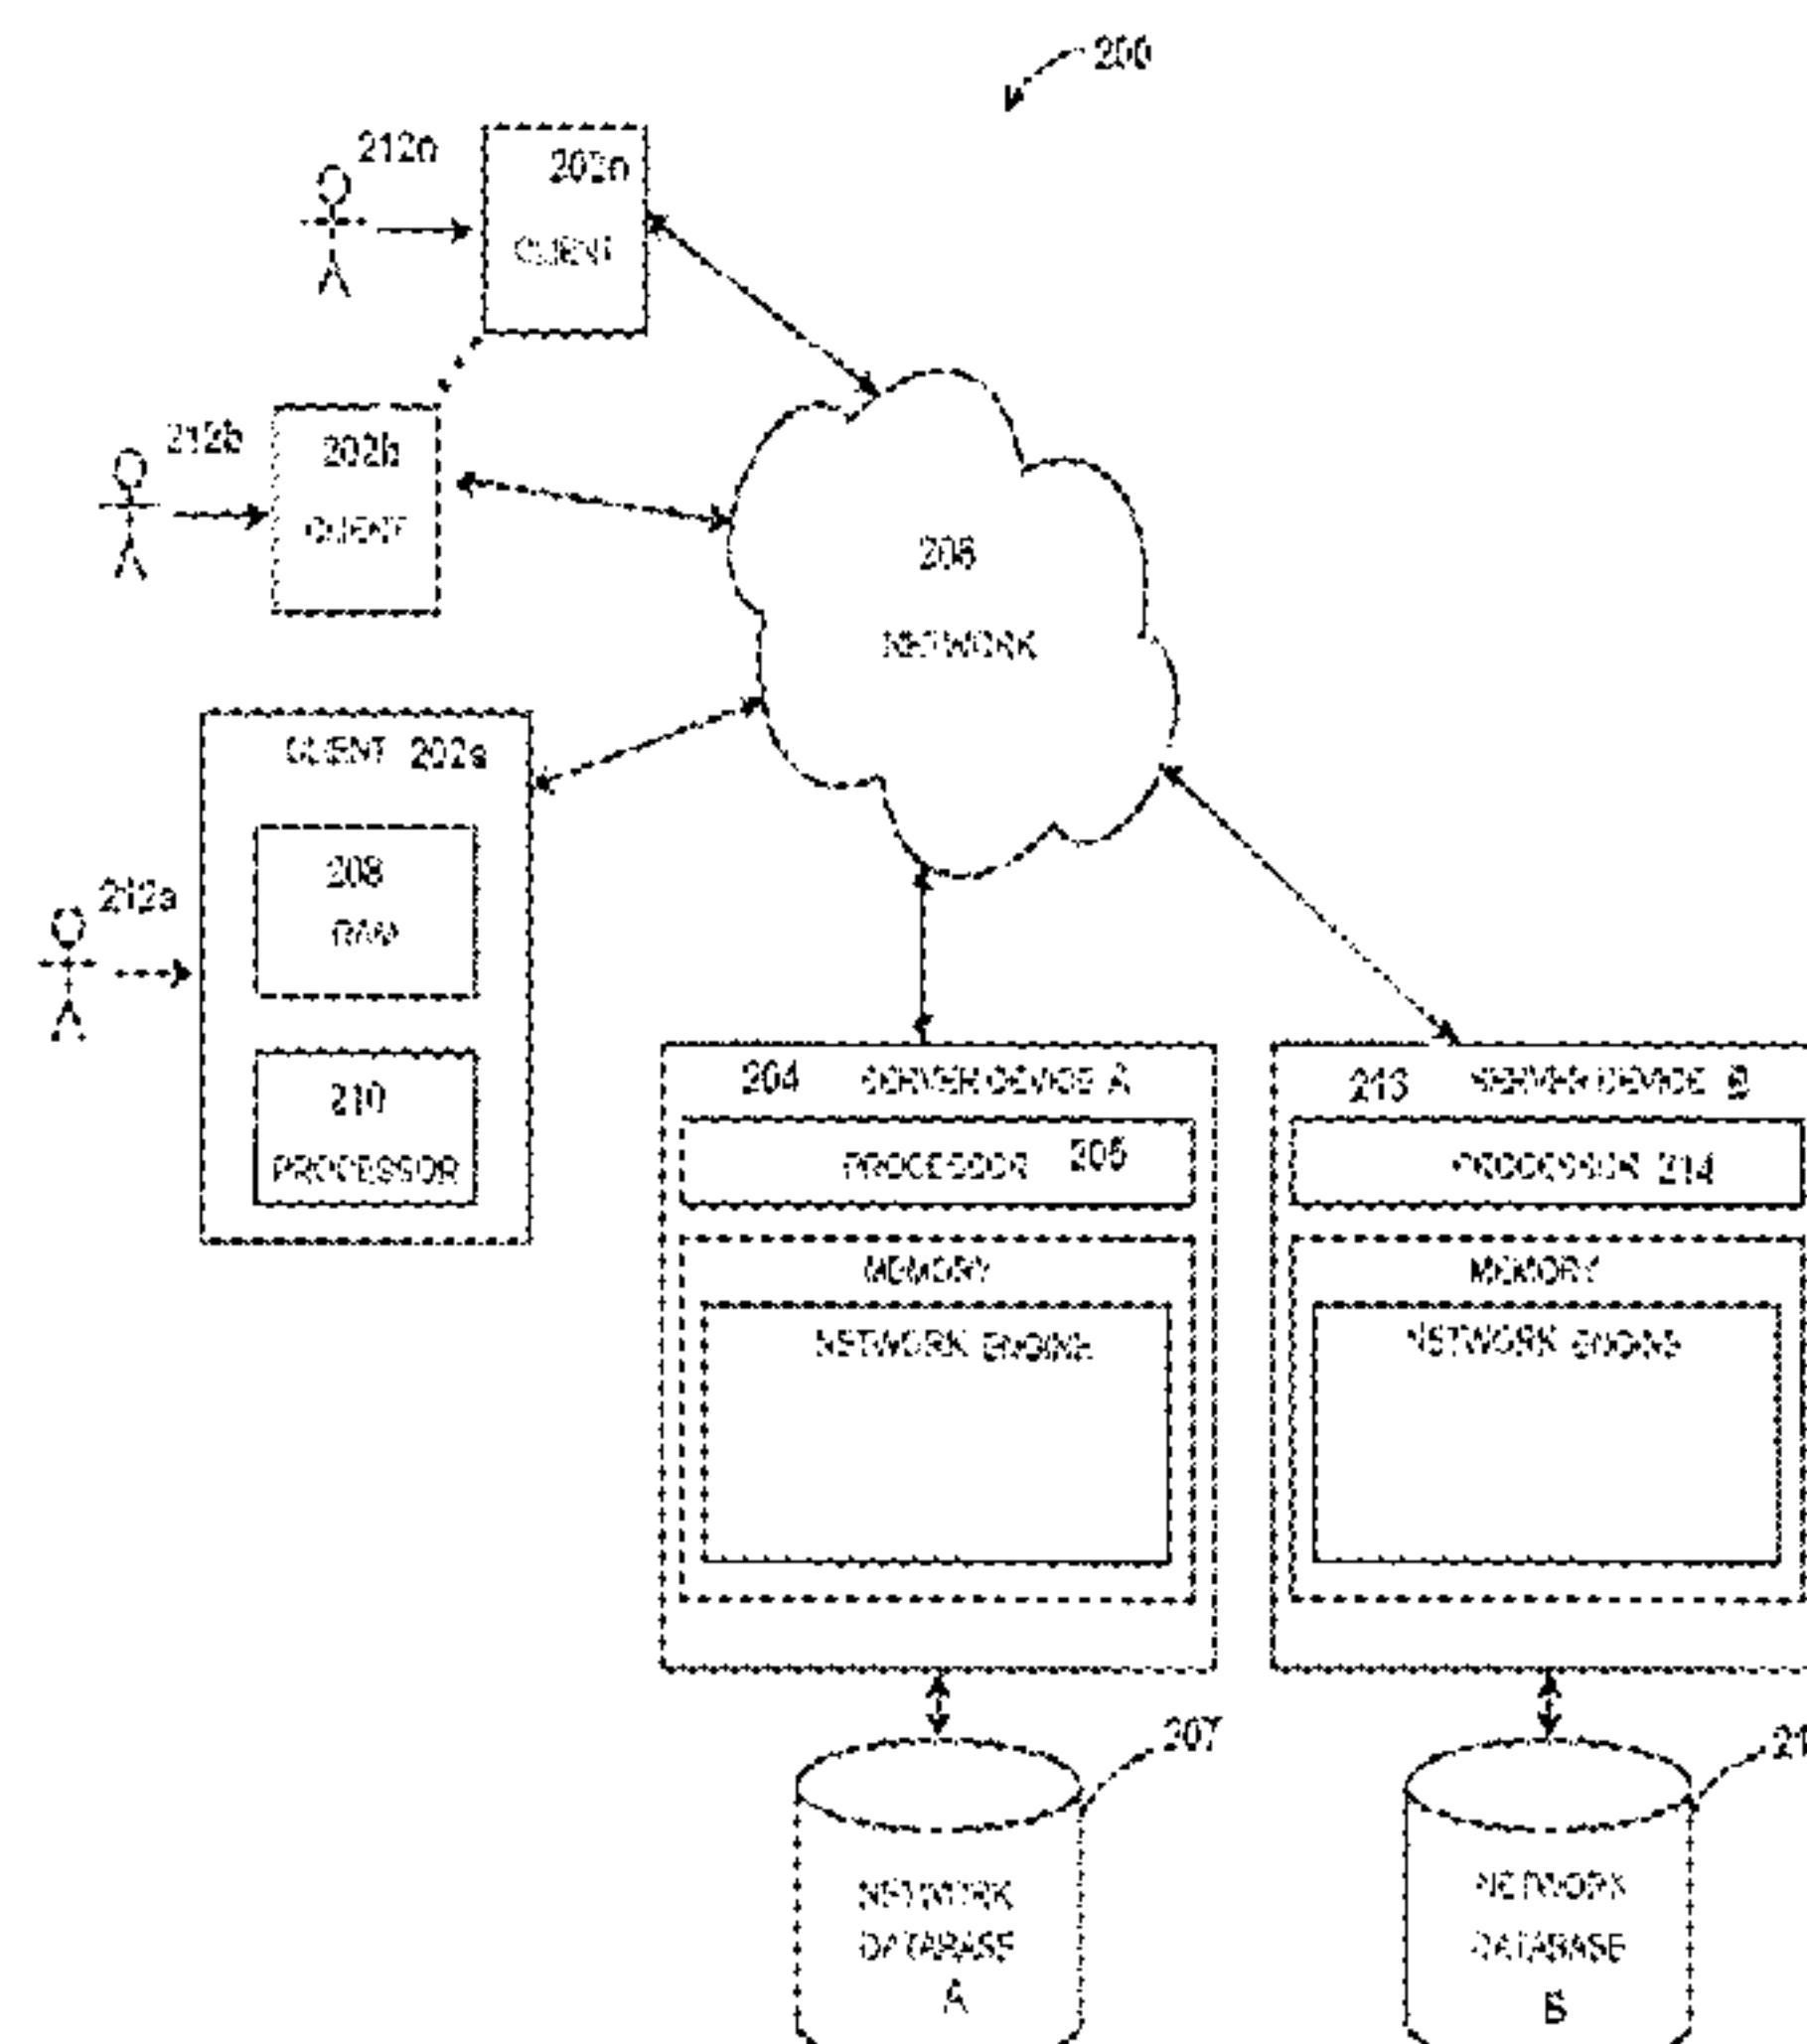 200
212n
202n
CLIENT
212b
202b
CLIENT
206
NETWORK
CLIENT 202a
208
RAM
212a
210
PROCESSOR
204 SERVER DEVICE A
PROCESSOR 205
MEMORY
NETWORK ENGINE
213 SERVER DEVICE B
PROCESSOR 214
MEMORY
NETWORK ENGINE
207
NETWORK
DATABASE
A
NETWORK
DATABASE
B